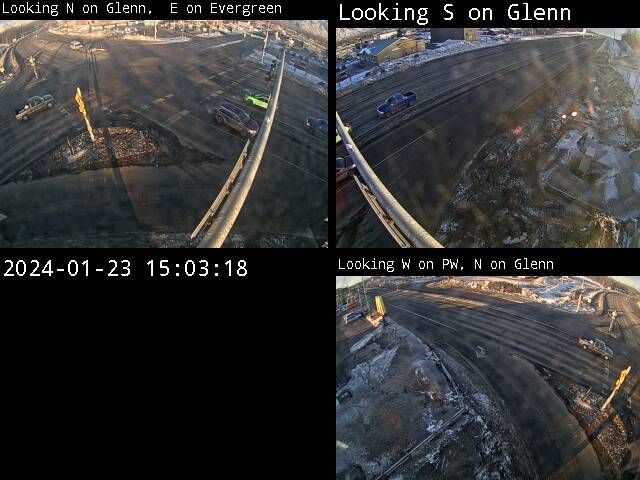 Looking N on Glenn,  E on Evergreen
Looking S on Glenn
2024-01-23 15:03:18
Looking W on PW, N on Glenn